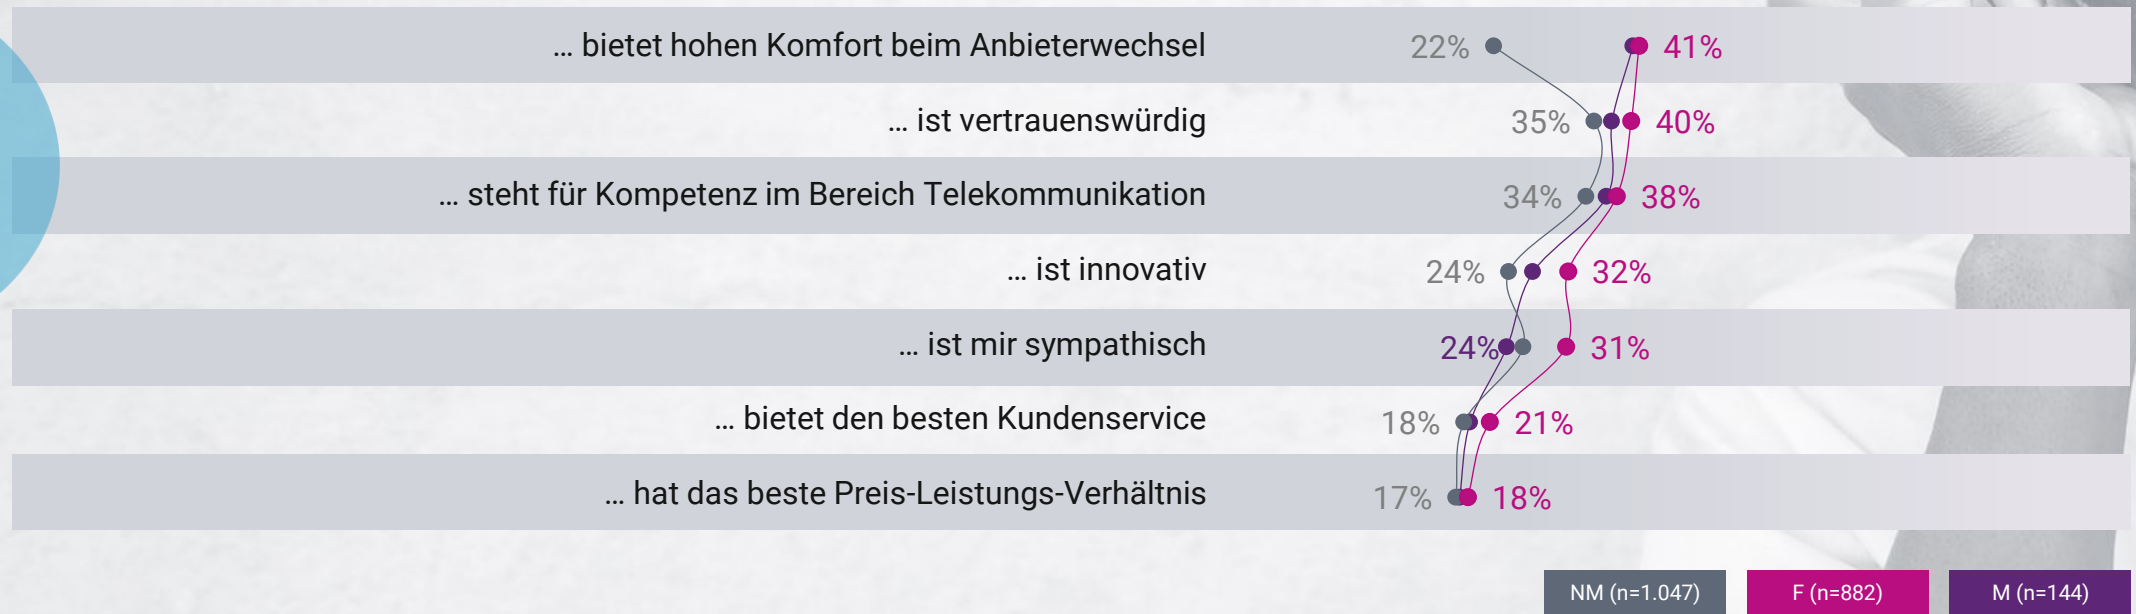 … bietet hohen Komfort beim Anbieterwechsel 22% 41%
… ist vertrauenswürdig 35% 40%
… steht für Kompetenz im Bereich Telekommunikation 34% 38%
… ist innovativ 24% 32%
… ist mir sympathisch 24% 31%
… bietet den besten Kundenservice 18% 21%
… hat das beste Preis-Leistungs-Verhältnis 17% 18%
NM (n=1.047) F (n=882) M (n=144)